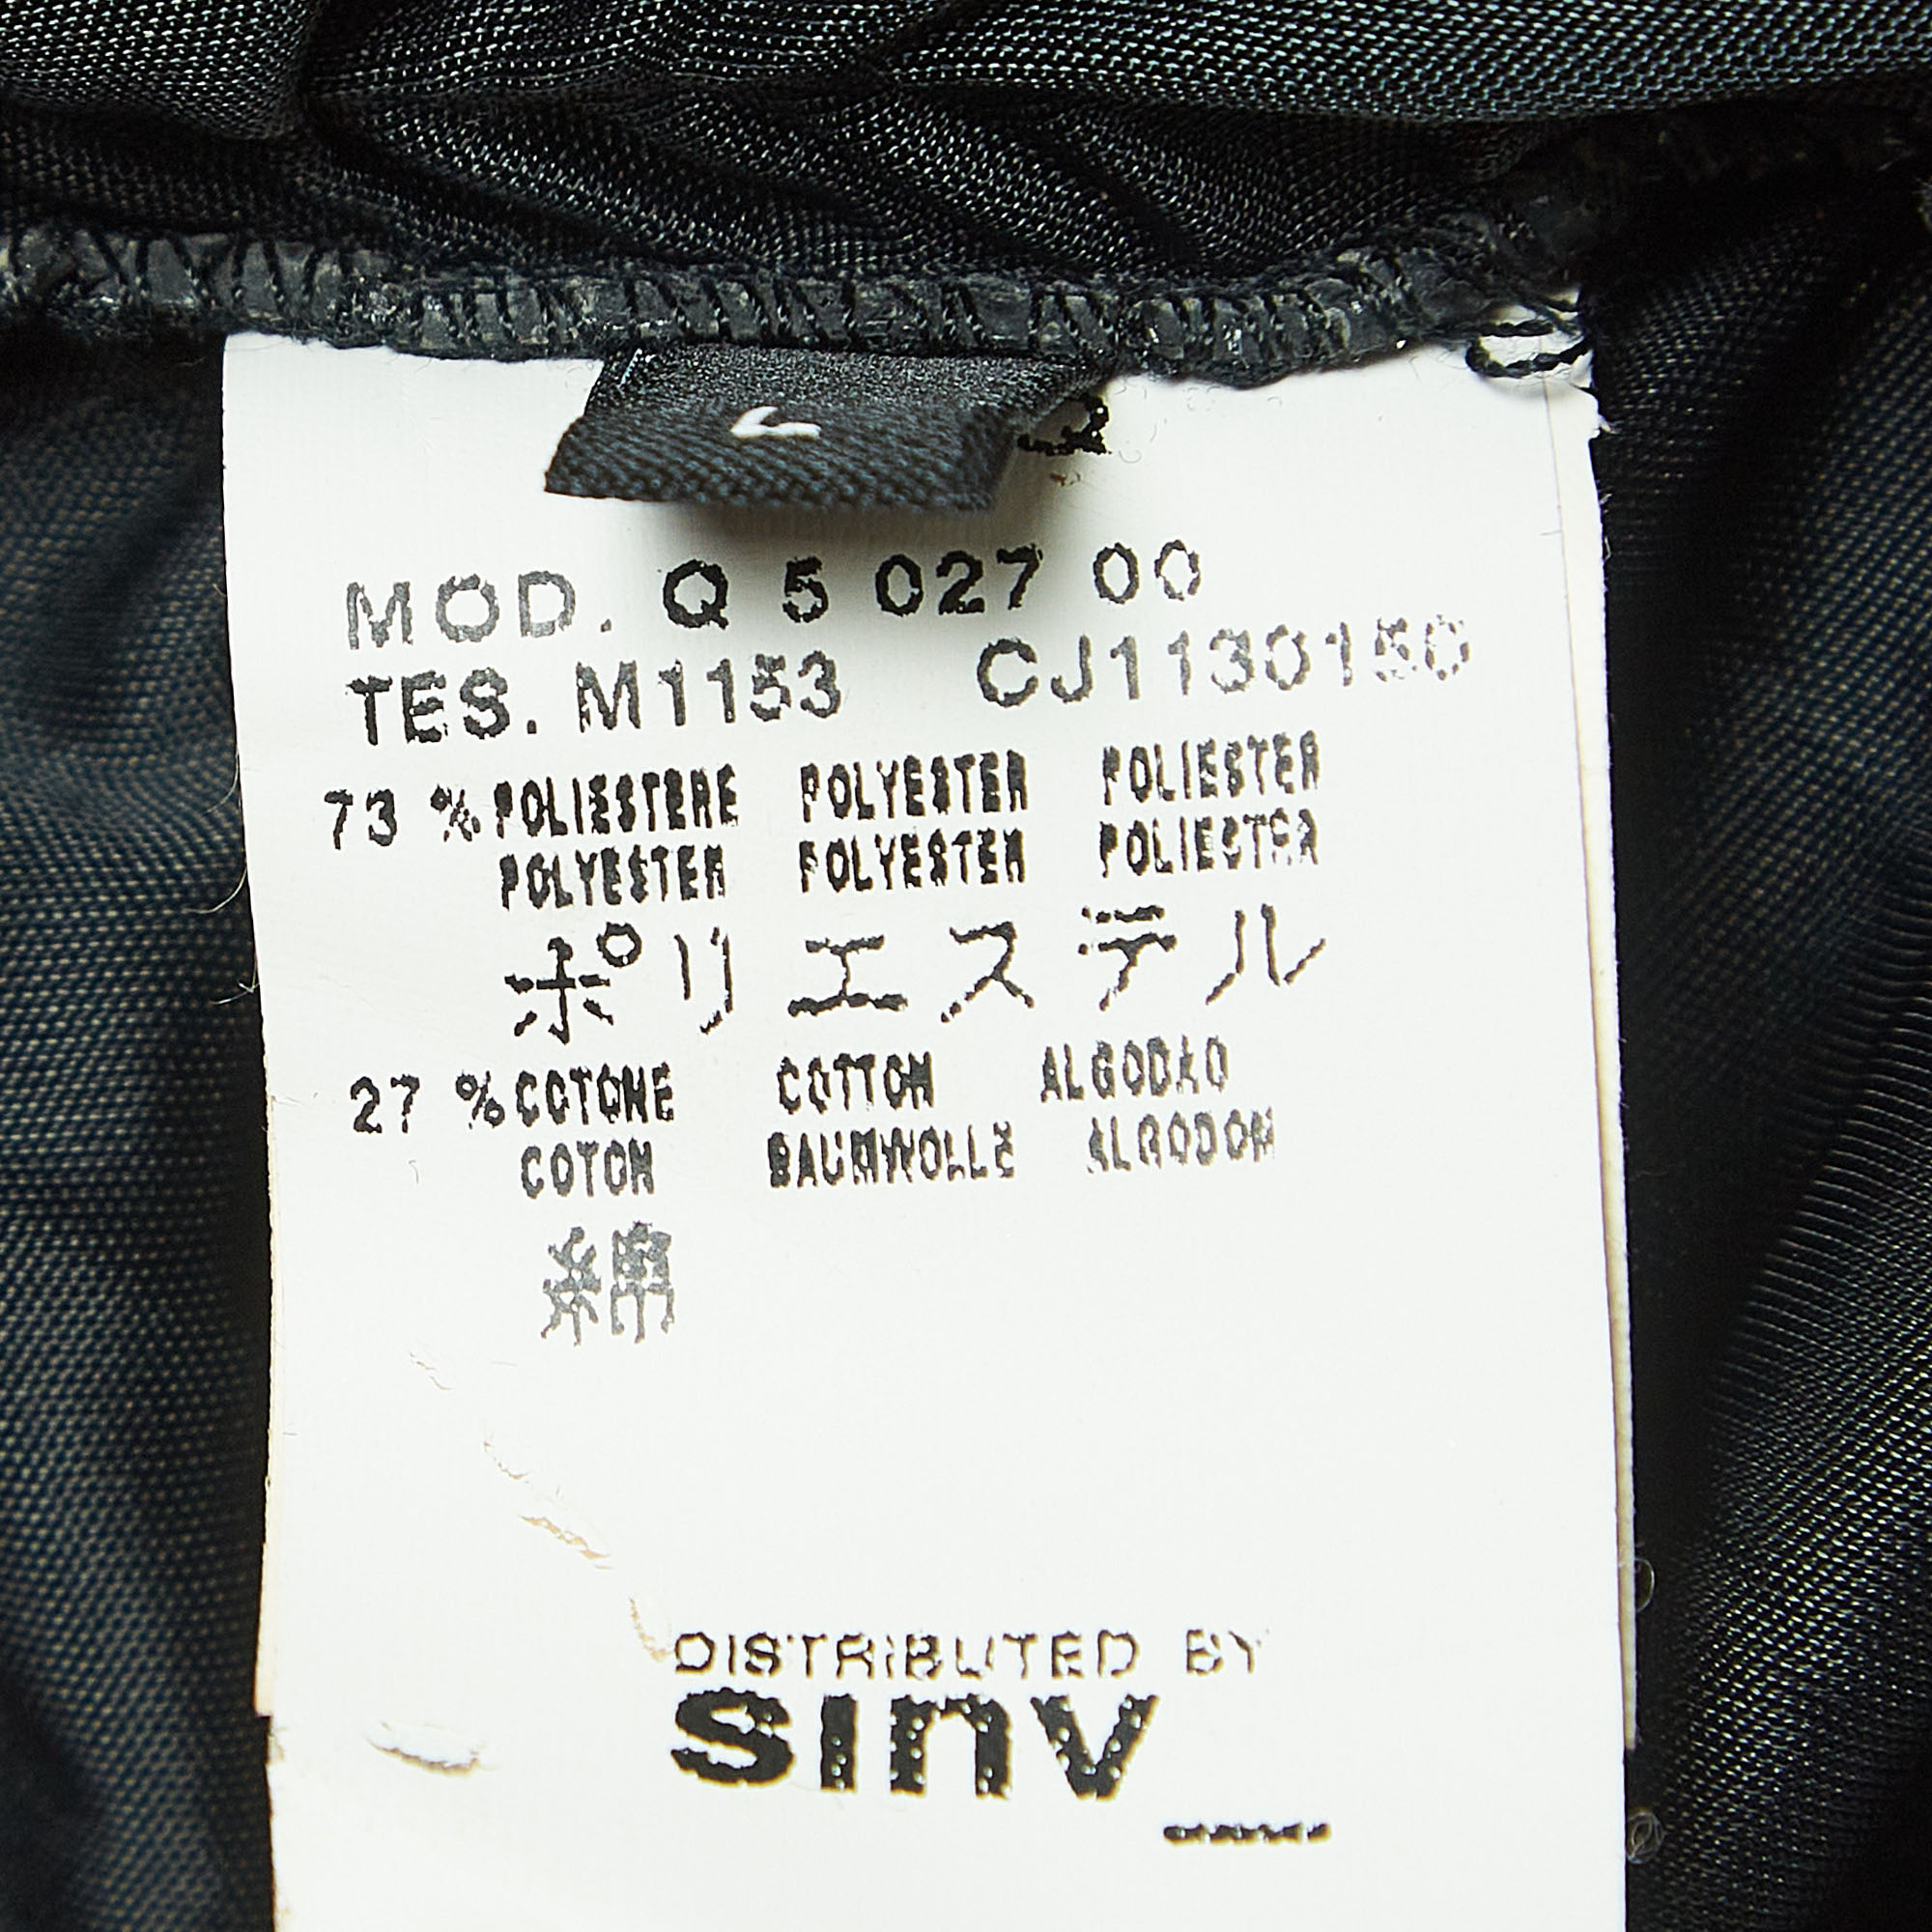 MOD. Q 5 027 00
TES. M1153 CJ1130150
73 % POLIESTERE POLYESTER POLIESTER
POLYESTER POLYESTER POLIESTER
ポリエステル
27 % COTONE COTTON ALGODAO
COTON BAUMWOLLE ALGODON
綿
DISTRIBUTED BY
sinv_